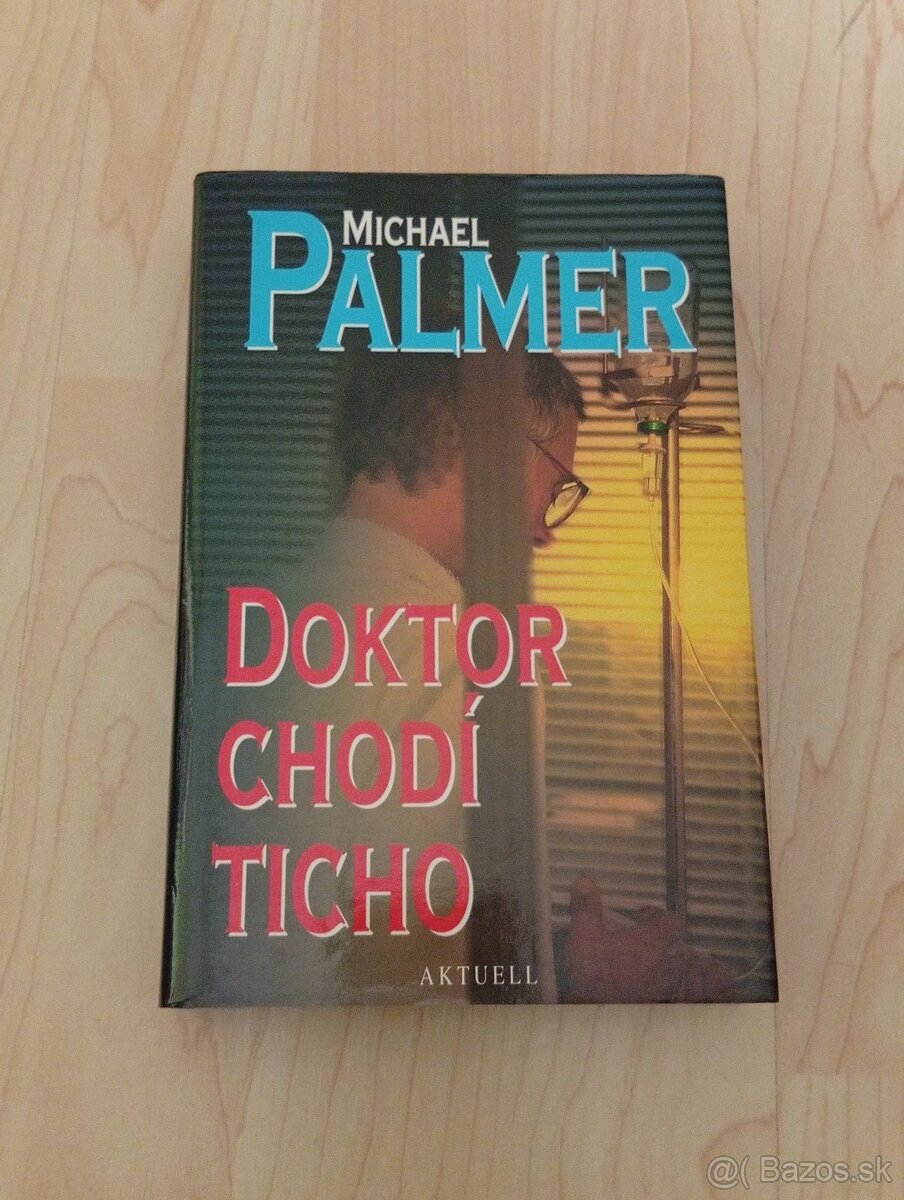 MICHAEL
PALMER
DOKTOR
CHODÍ
TICHO
AKTUELL
@( Bazos.sk